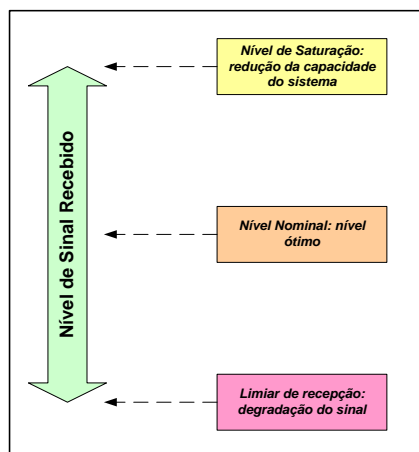 Nível de Saturação:
redução da capacidade
do sistema
Nível de Sinal Recebido
Nível Nominal: nível
ótimo
Limiar de recepção:
degradação do sinal